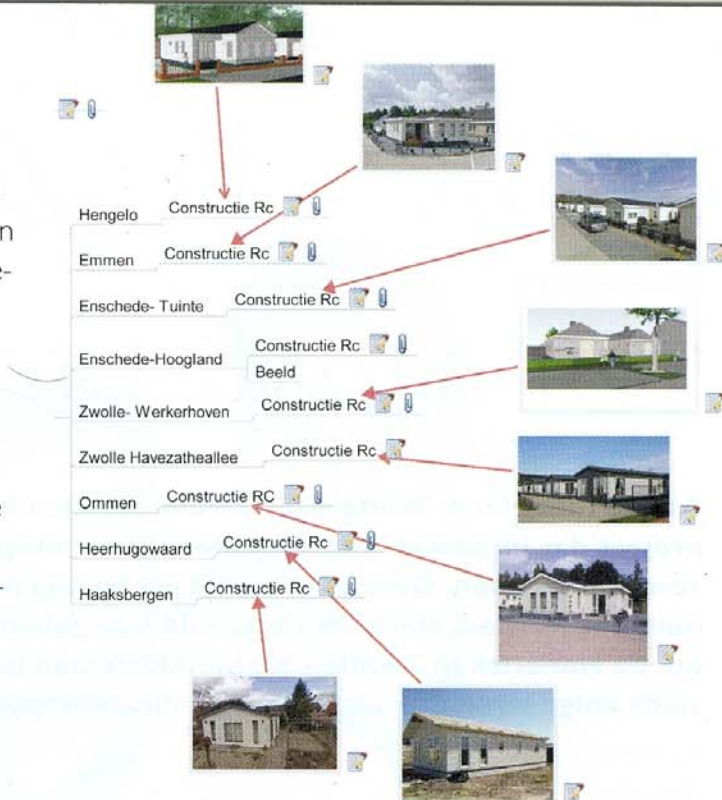 Hengelo Constructie Rc
n
Emmen Constructie Rc
e-
Enschede- Tuinte Constructie Rc
Enschede-Hoogland Constructie Rc
Beeld
Zwolle- Werkerhoven Constructie Rc
Zwolle Havezatheallee Constructie Rc
Ommen Constructie RC
Heerhugowaard Constructie Rc
Haaksbergen Constructie Rc